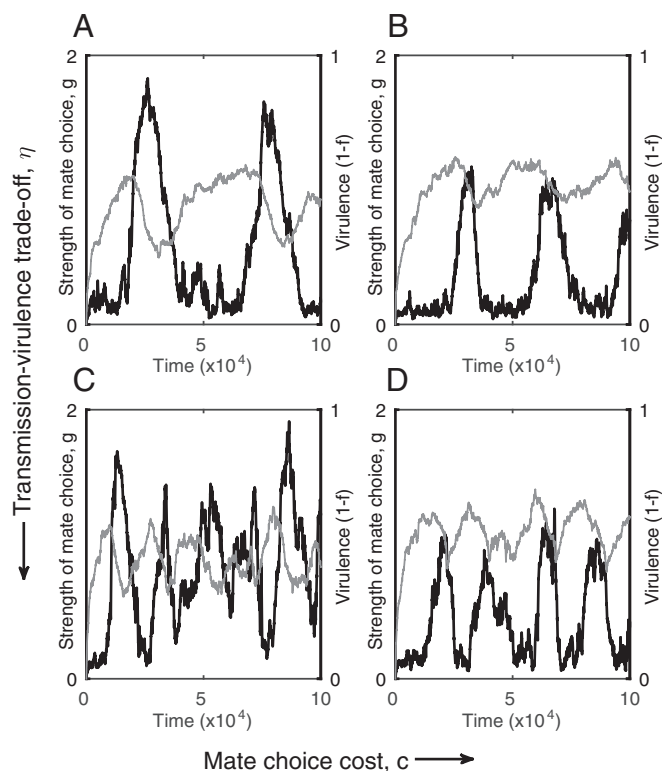 A
B
2
1
2
1
Strength of mate choice, g
Virulence (1-f)
Strength of mate choice, g
Virulence (1-f)
0
0
0
0
0
5
10
0
5
10
Time (x10⁴)
Time (x10⁴)
Transmission-virulence trade-off, η
C
D
2
1
2
1
Strength of mate choice, g
Virulence (1-f)
Strength of mate choice, g
Virulence (1-f)
0
0
0
0
0
5
10
0
5
10
Time (x10⁴)
Time (x10⁴)
Mate choice cost, c